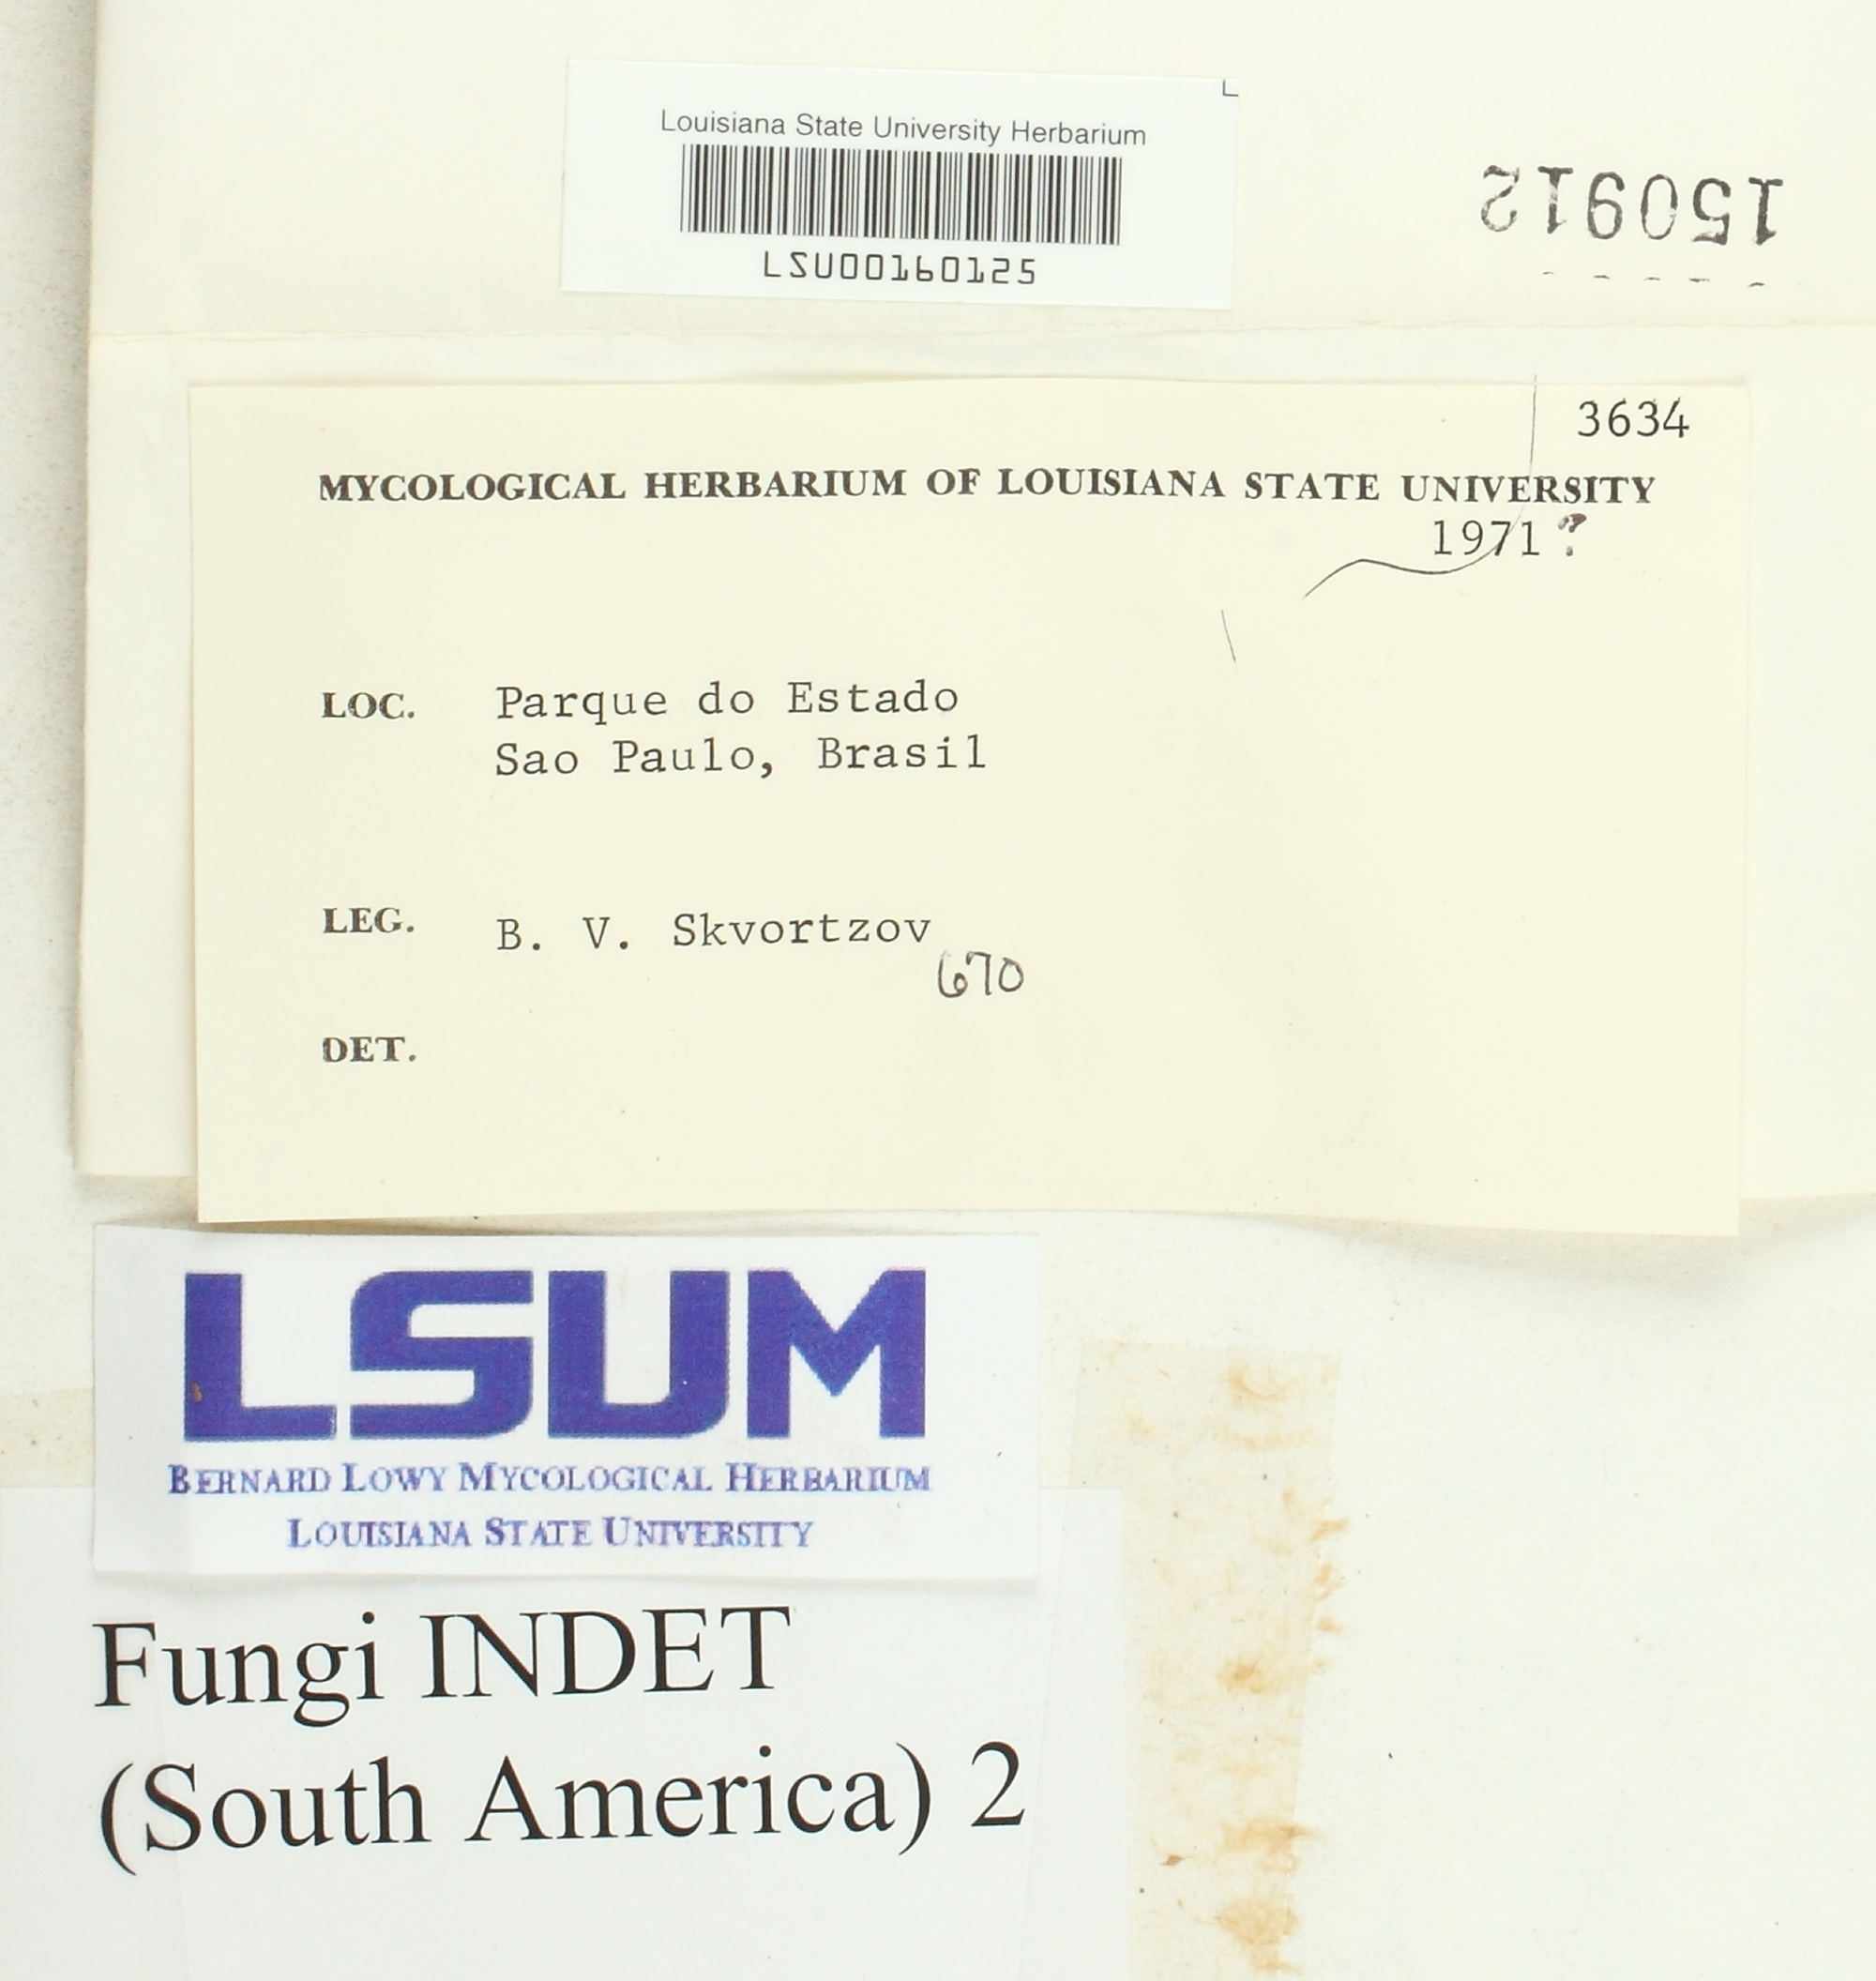 Louisiana State University Herbarium
LSU00160125
150912
3634
MYCOLOGICAL HERBARIUM OF LOUISIANA STATE UNIVERSITY
1971?
LOC. Parque do Estado
Sao Paulo, Brasil
LEG. B. V. Skvortzov
670
DET.
LSUM
BERNARD LOWY MYCOLOGICAL HERBARIUM
LOUISIANA STATE UNIVERSITY
Fungi INDET
(South America) 2